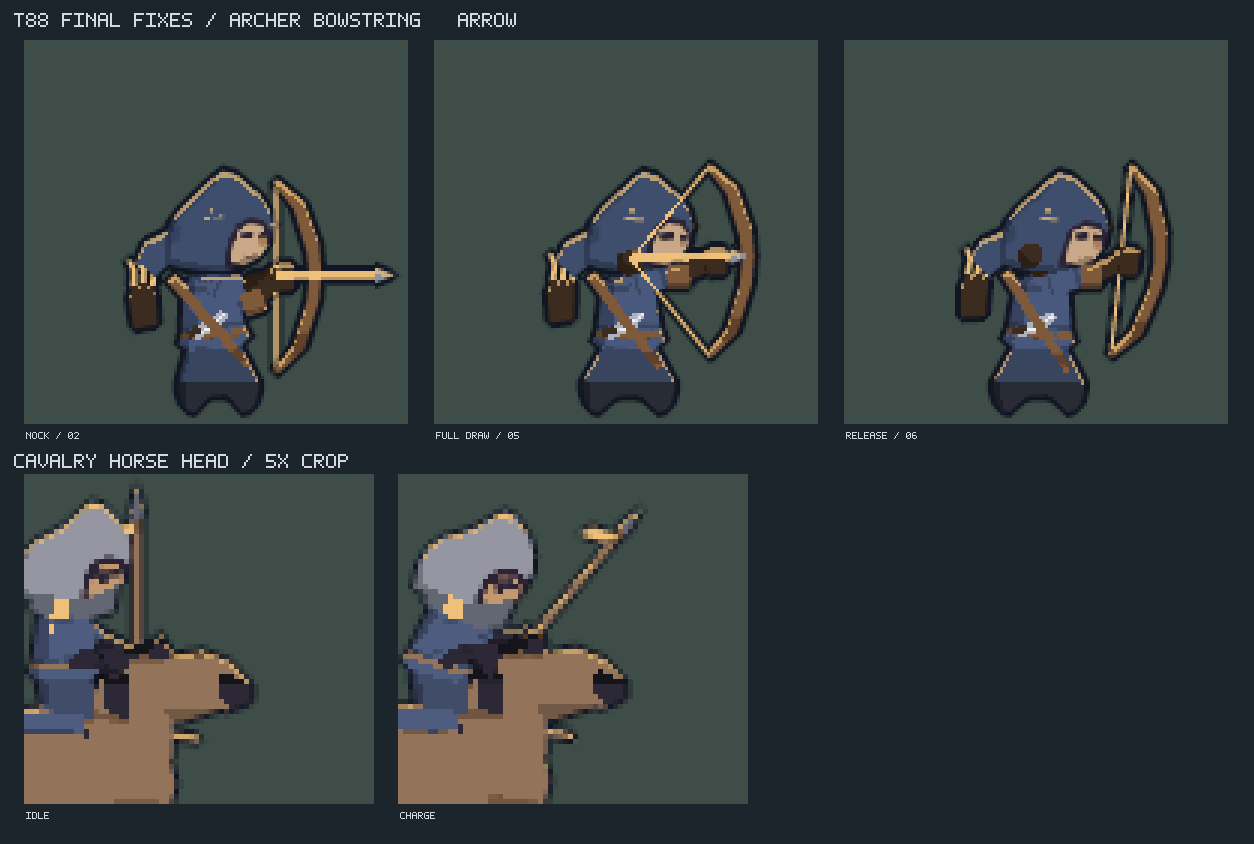 T88 FINAL FIXES / ARCHER BOWSTRING ARROW
NOCK / 02
FULL DRAW / 05
RELEASE / 06
CAVALRY HORSE HEAD / 5X CROP
IDLE
CHARGE